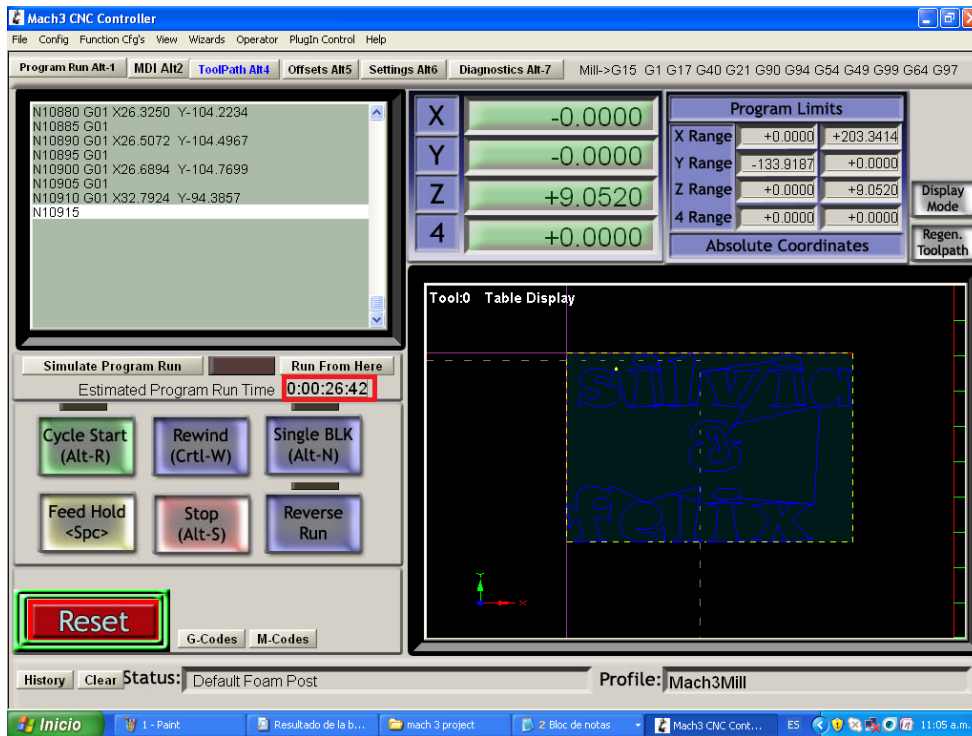 Mach3 CNC Controller
File Config Function Cfg's View Wizards Operator PlugIn Control Help
Program Run Alt-1 MDI Alt2 ToolPath Alt4 Offsets Alt5 Settings Alt6 Diagnostics Alt-7 Mill->G15 G1 G17 G40 G21 G90 G94 G54 G49 G99 G64 G97
N10880 G01 X26.3250 Y-104.2234
N10885 G01
N10890 G01 X26.5072 Y-104.4967
N10895 G01
N10900 G01 X26.6894 Y-104.7699
N10905 G01
N10910 G01 X32.7924 Y-94.3857
N10915
X -0.0000
Y -0.0000
Z +9.0520
4 +0.0000
Program Limits
X Range +0.0000 +203.3414
Y Range -133.9187 +0.0000
Z Range +0.0000 +9.0520
4 Range +0.0000 +0.0000
Absolute Coordinates
Display
Mode
Regen.
Toolpath
Tool:0 Table Display
silvia
&
felix
Y
X
Simulate Program Run Run From Here
Estimated Program Run Time 0:00:26:42
Cycle Start
(Alt-R)
Rewind
(Crtl-W)
Single BLK
(Alt-N)
Feed Hold
<Spc>
Stop
(Alt-S)
Reverse
Run
Reset
G-Codes M-Codes
History Clear Status: Default Foam Post Profile: Mach3Mill
Inicio 1 - Paint Resultado de la b... mach 3 project 2 Bloc de notas Mach3 CNC Cont... ES 11:05 a.m.